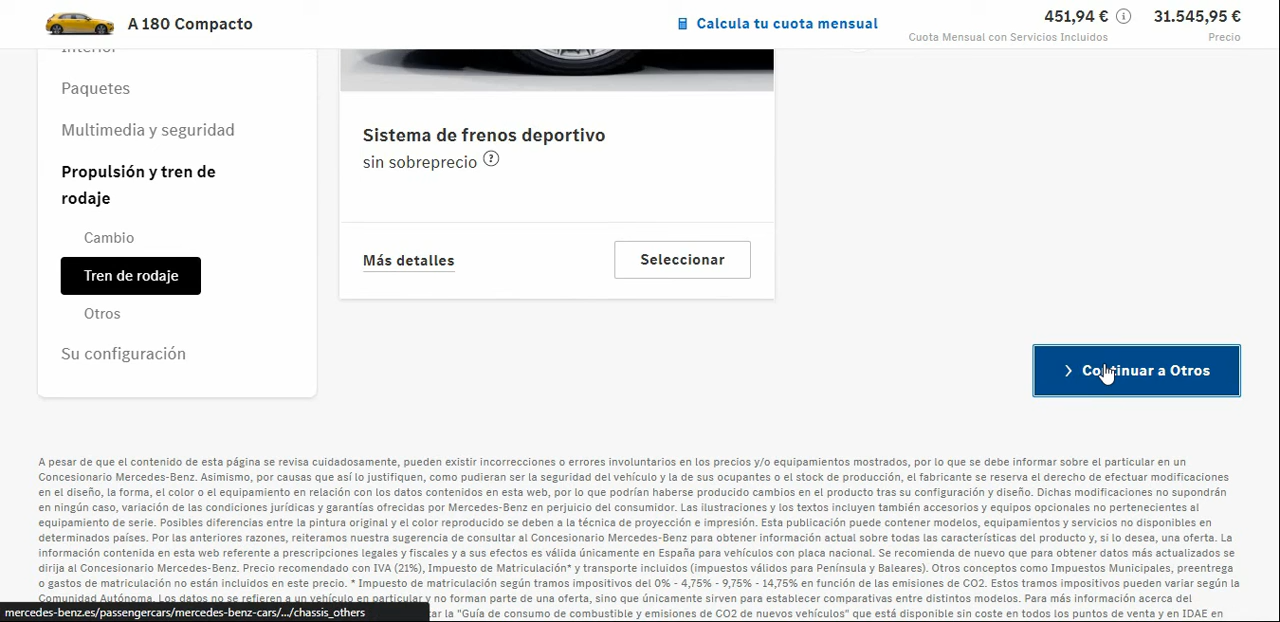 A 180 Compacto
Calcula tu cuota mensual
451,94 €
Cuota Mensual con Servicios Incluidos
31.545,95 €
Precio
Interior
Paquetes
Multimedia y seguridad
Propulsión y tren de
rodaje
Cambio
Tren de rodaje
Otros
Su configuración
Sistema de frenos deportivo
sin sobreprecio
Más detalles
Seleccionar
Continuar a Otros
A pesar de que el contenido de esta página se revisa cuidadosamente, pueden existir incorrecciones o errores involuntarios en los precios y/o equipamientos mostrados, por lo que se debe informar sobre el particular en un
Concesionario Mercedes-Benz. Asimismo, por causas que así lo justifiquen, como pudieran ser la seguridad del vehículo y la de sus ocupantes o el stock de producción, el fabricante se reserva el derecho de efectuar modificaciones
en el diseño, la forma, el color o el equipamiento en relación con los datos contenidos en esta web, por lo que podrían haberse producido cambios en el producto tras su configuración y diseño. Dichas modificaciones no supondrán
en ningún caso, variación de las condiciones jurídicas y garantías ofrecidas por Mercedes-Benz en perjuicio del consumidor. Las ilustraciones y los textos incluyen también accesorios y equipos opcionales no pertenecientes al
equipamiento de serie. Posibles diferencias entre la pintura original y el color reproducido se deben a la técnica de proyección e impresión. Esta publicación puede contener modelos, equipamientos y servicios no disponibles en
determinados países. Por las anteriores razones, reiteramos nuestra sugerencia de consultar al Concesionario Mercedes-Benz para obtener información actual sobre todas las características del producto y, si lo desea, una oferta. La
información contenida en esta web referente a prescripciones legales y fiscales y a sus efectos es válida únicamente en España para vehículos con placa nacional. Se recomienda de nuevo que para obtener datos más actualizados se
dirija al Concesionario Mercedes-Benz. Precio recomendado con IVA (21%), Impuesto de Matriculación* y transporte incluidos (impuestos válidos para Península y Baleares). Otros conceptos como Impuestos Municipales, preentrega
o gastos de matriculación no están incluidos en este precio. * Impuesto de matriculación según tramos impositivos del 0% - 4,75% - 9,75% - 14,75% en función de las emisiones de CO2. Estos tramos impositivos pueden variar según la
Comunidad Autónoma. Los datos no se refieren a un vehículo en particular y no forman parte de una oferta, sino que únicamente sirven para establecer comparativas entre distintos modelos. Para más información acerca del
tar la "Guía de consumo de combustible y emisiones de CO2 de nuevos vehículos" que está disponible sin coste en todos los puntos de venta y en IDAE en
mercedes-benz.es/passengercars/mercedes-benz-cars/.../chassis_others